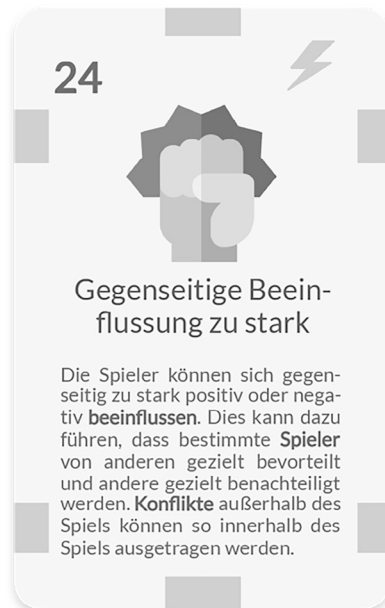 24
Gegenseitige Beein-
flussung zu stark
Die Spieler können sich gegen-
seitig zu stark positiv oder nega-
tiv beeinflussen. Dies kann dazu
führen, dass bestimmte Spieler
von anderen gezielt bevorteilt
und andere gezielt benachteiligt
werden. Konflikte außerhalb des
Spiels können so innerhalb des
Spiels ausgetragen werden.